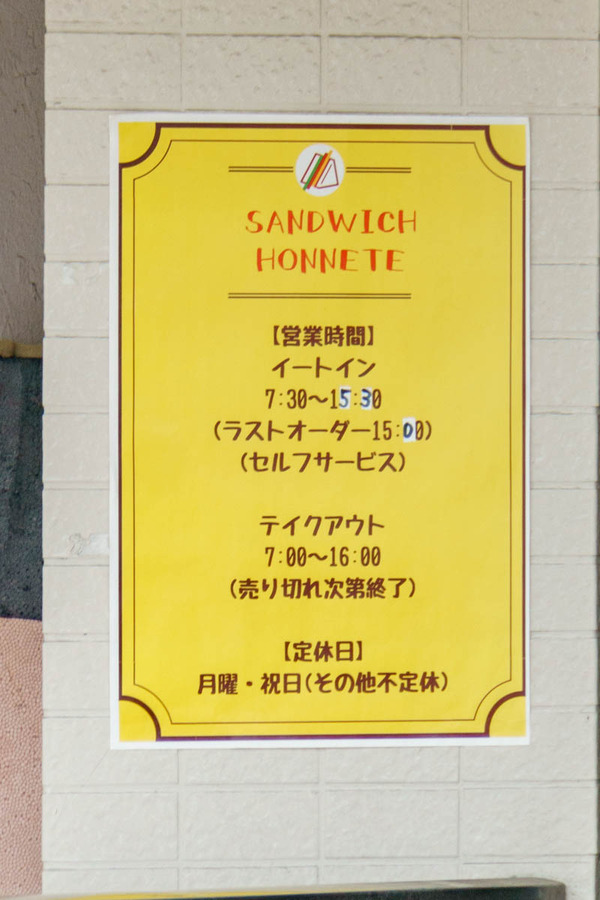 SANDWICH
HONNETE
【営業時間】
イートイン
7:30～15:30
(ラストオーダー15:00)
(セルフサービス)
テイクアウト
7:00～16:00
(売り切れ次第終了)
【定休日】
月曜・祝日(その他不定休)